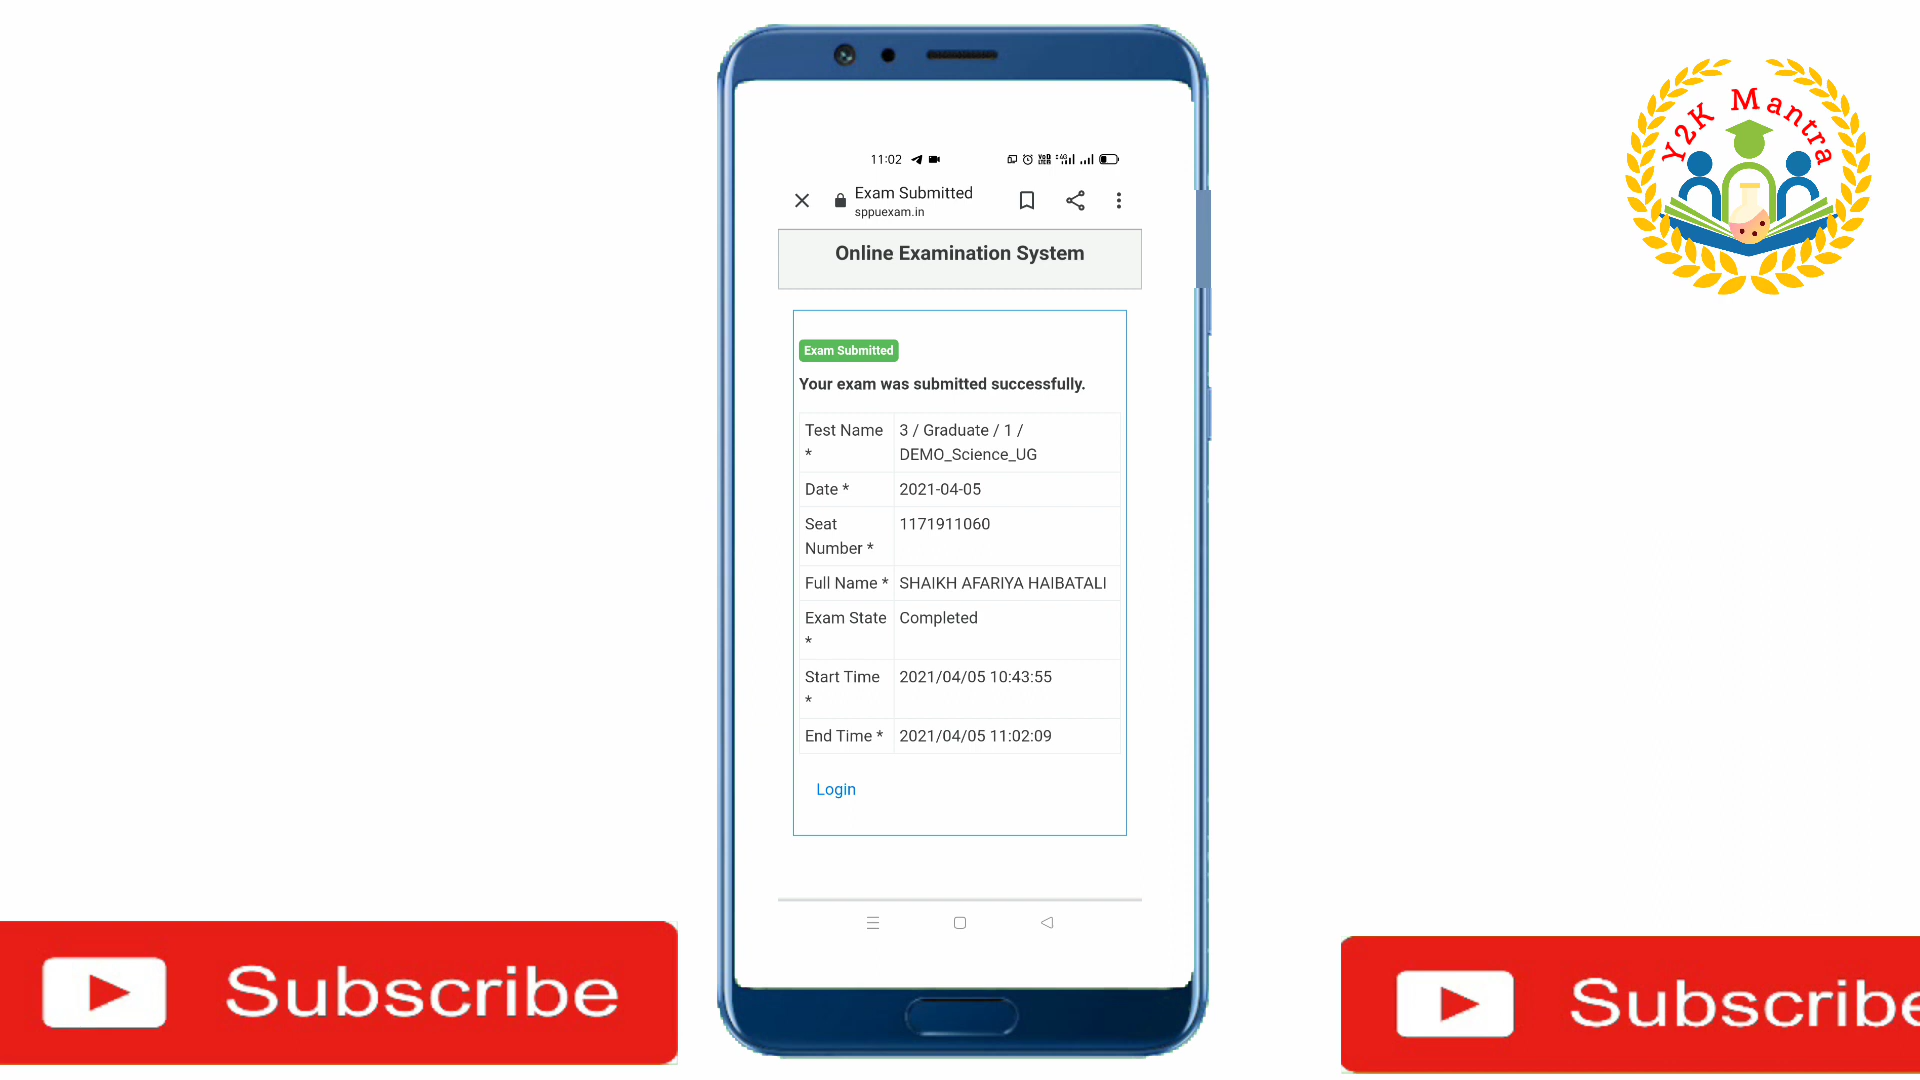 Y2K Mantra
11:02
Exam Submitted
sppuexam.in
Online Examination System
Exam Submitted
Your exam was submitted successfully.
Test Name * 3 / Graduate / 1 /
DEMO_Science_UG
Date * 2021-04-05
Seat Number * 1171911060
Full Name * SHAIKH AFARIYA HAIBATALI
Exam State * Completed
Start Time * 2021/04/05 10:43:55
End Time * 2021/04/05 11:02:09
Login
Subscribe
Subscribe